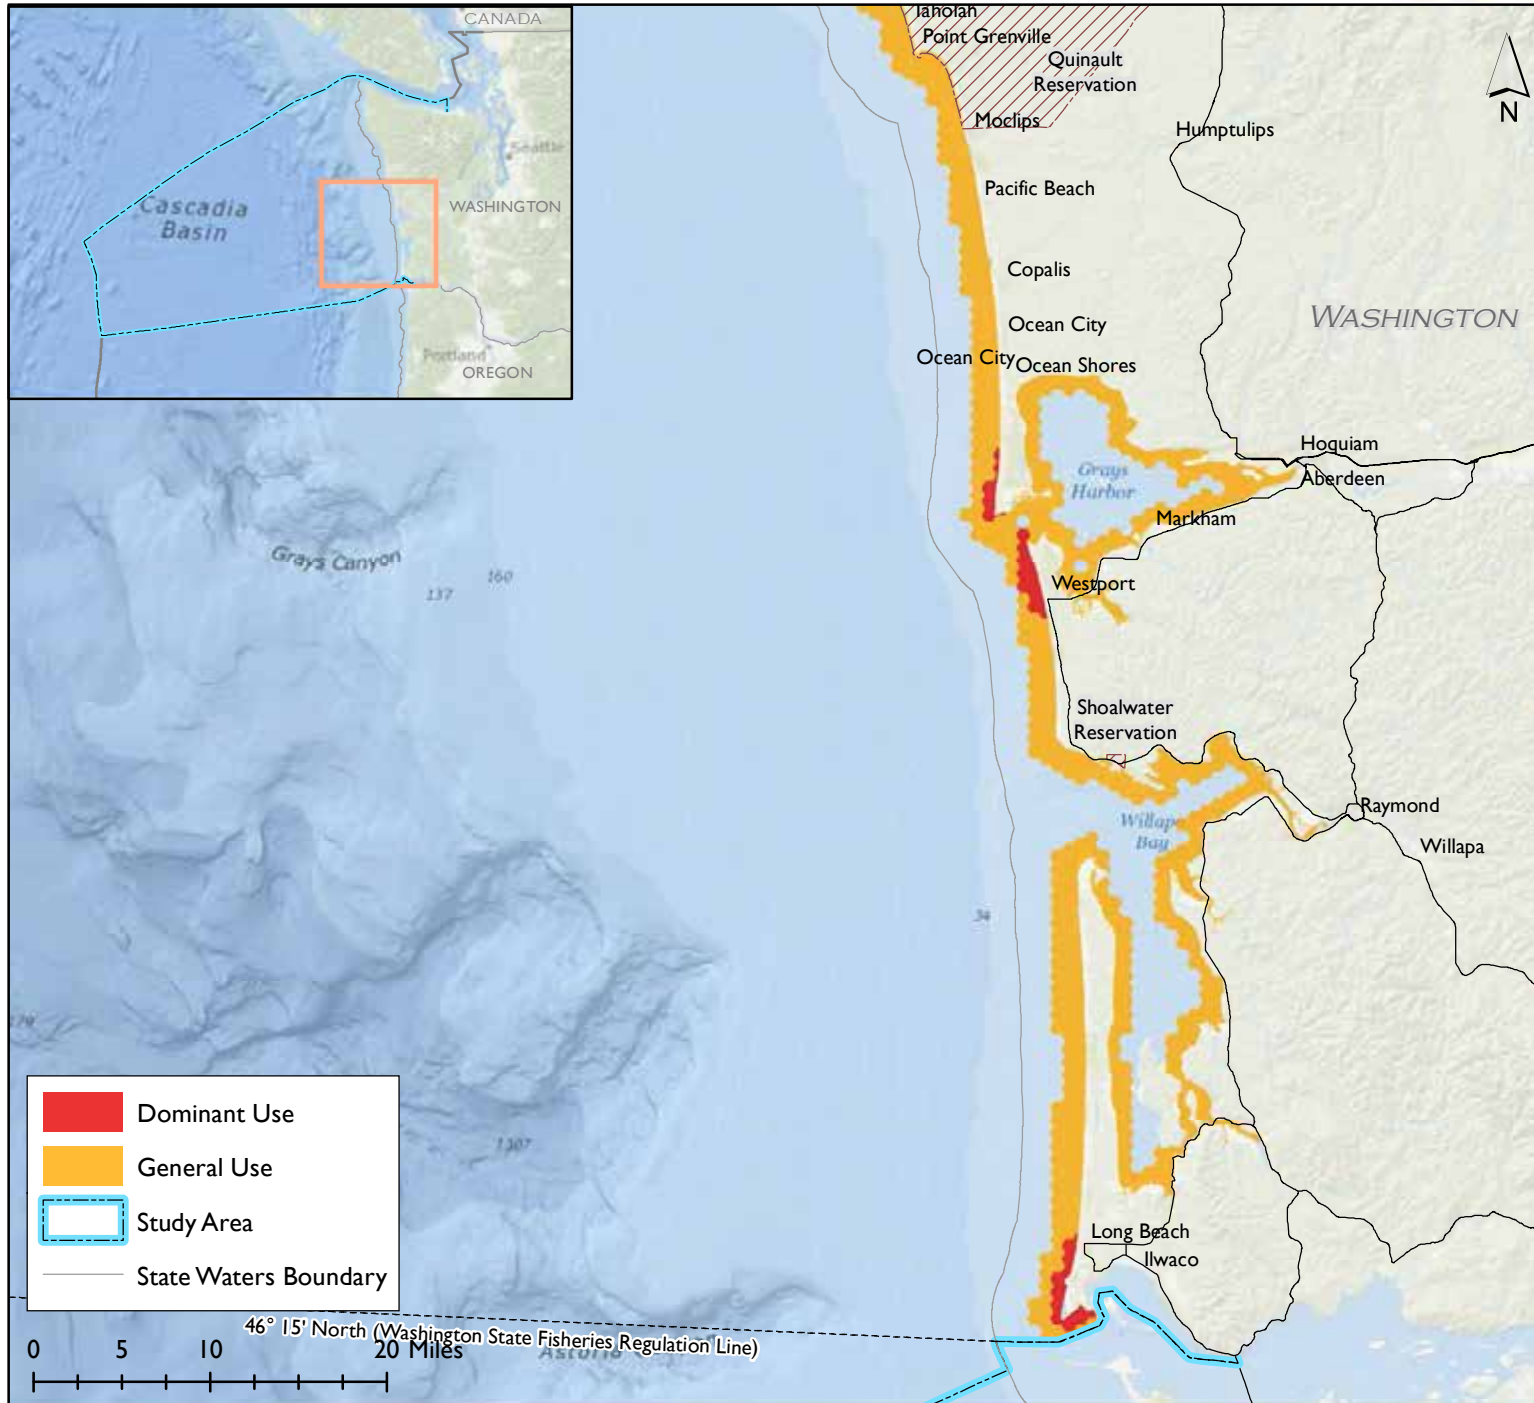 CANADA
Seattle
Cascadia
Basin
WASHINGTON
Portland
OREGON
Taholah
Point Grenville
Quinault
Reservation
Moclips
Humptulips
N
Pacific Beach
Copalis
WASHINGTON
Ocean City
Ocean City
Ocean Shores
Hoquiam
Grays
Harbor
Aberdeen
Markham
Grays Canyon
160
137
Westport
Shoalwater
Reservation
Raymond
Willapa
Bay
Willapa
34
179
Dominant Use
General Use
Study Area
State Waters Boundary
1307
Long Beach
Ilwaco
46° 15' North (Washington State Fisheries Regulation Line)
Astoria
0 5 10 20 Miles